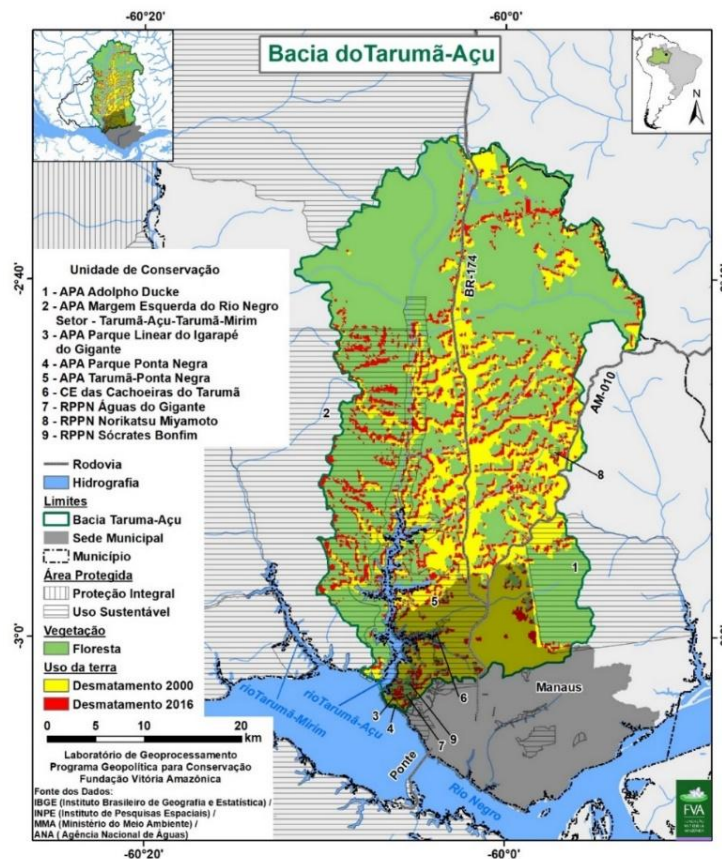 -60°20'
-60°0'
Bacia doTarumã-Açu
N
-2°40'
BR-174
AM-010
Unidade de Conservação
1 - APA Adolpho Ducke
2 - APA Margem Esquerda do Rio Negro
Setor - Tarumã-Açu-Tarumã-Mirim
3 - APA Parque Linear do Igarapé
do Gigante
4 - APA Parque Ponta Negra
5 - APA Tarumã-Ponta Negra
6 - CE das Cachoeiras do Tarumã
7 - RPPN Águas do Gigante
8 - RPPN Norikatsu Miyamoto
9 - RPPN Sócrates Bonfim
Rodovia
Hidrografia
Limites
Bacia Taruma-Açu
Sede Municipal
Município
Área Protegida
Proteção Integral
Uso Sustentável
Vegetação
Floresta
Uso da terra
Desmatamento 2000
Desmatamento 2016
0 5 10 20
km
2
8
1
5
6
3
4
7
9
-3°0'
Manaus
rioTarumã-Mirim
rioTarumã-Açu
Ponte
Rio Negro
Laboratório de Geoprocessamento
Programa Geopolítica para Conservação
Fundação Vitória Amazônica
Fonte dos Dados:
IBGE (Instituto Brasileiro de Geografia e Estatística) /
INPE (Instituto de Pesquisas Espaciais) /
MMA (Ministério do Meio Ambiente) /
ANA ( Agência Nacional de Águas)
FVA
-60°20'
-60°0'